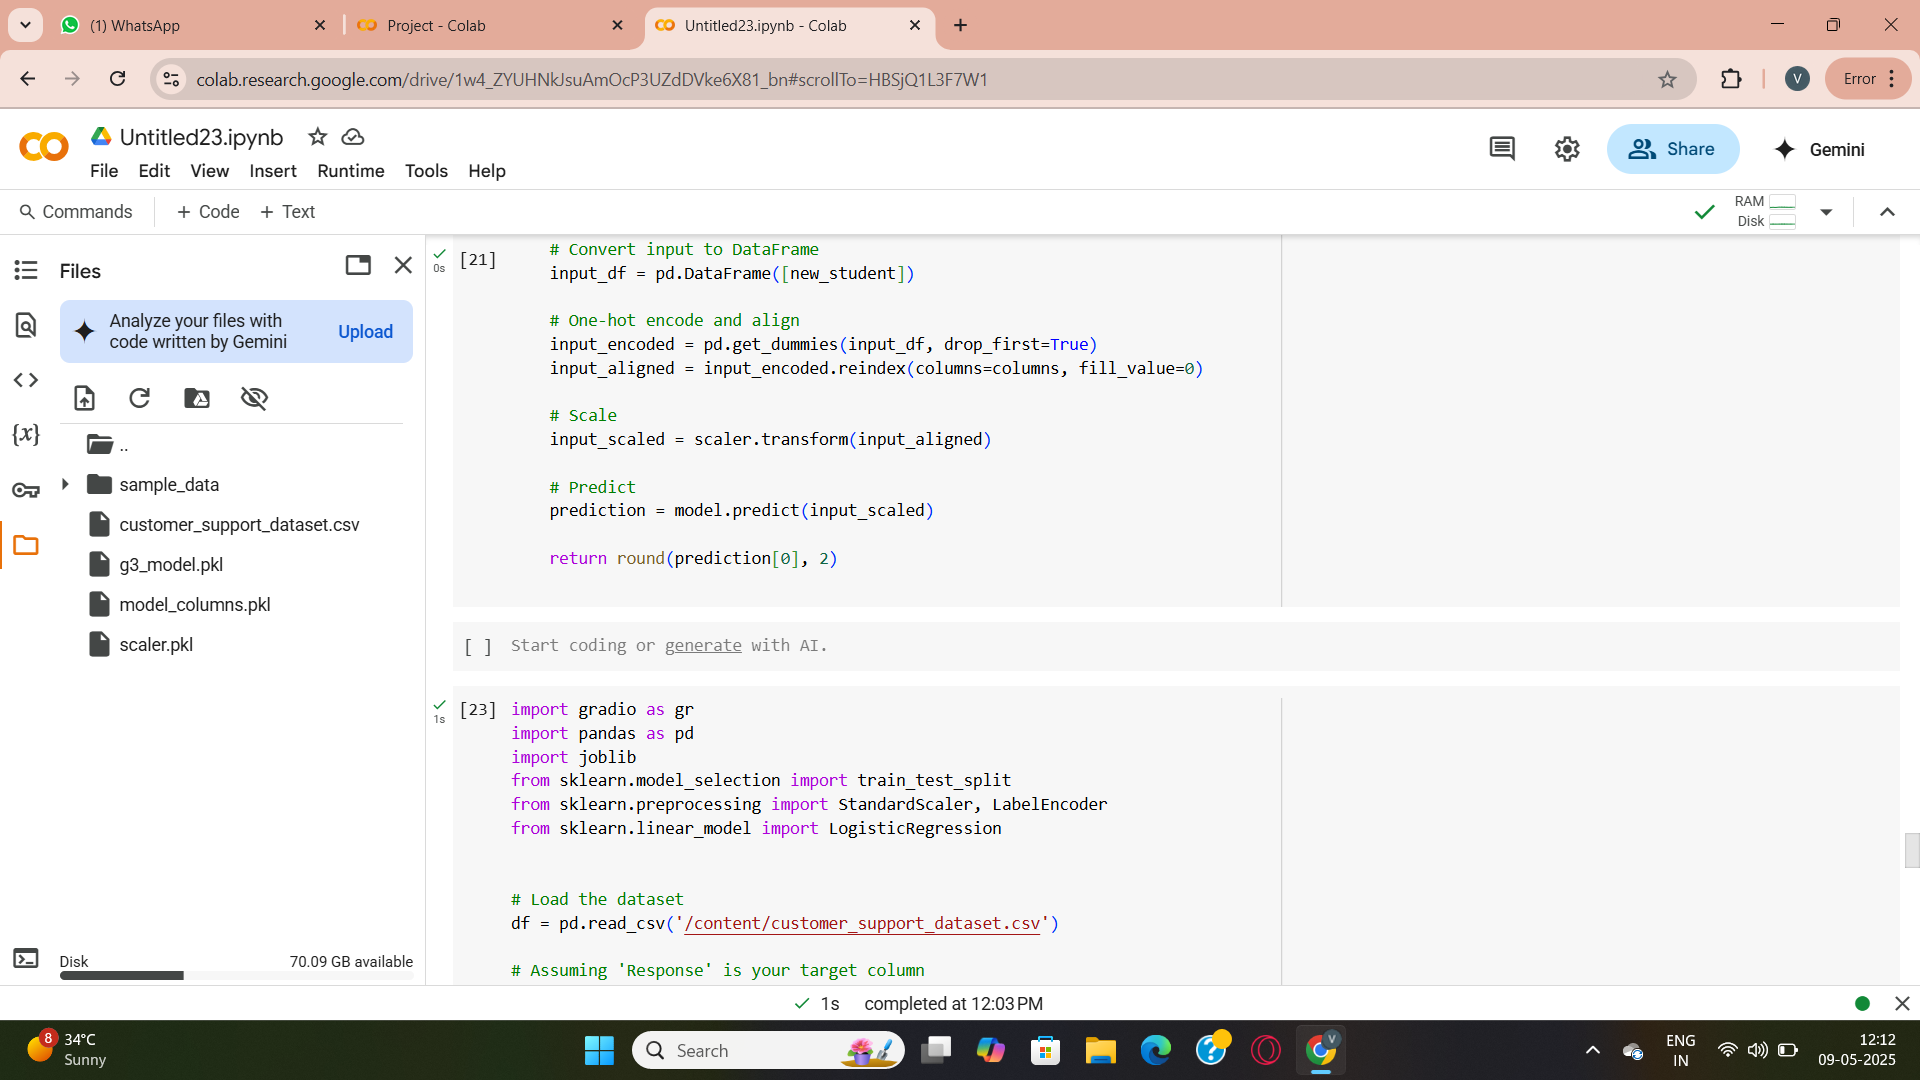 (1) WhatsApp
Project - Colab
Untitled23.ipynb - Colab
colab.research.google.com/drive/1w4_ZYUHNkJsuAmOcP3UZdDVke6X81_bn#scrollTo=HBSjQ1L3F7W1
V
Error
Untitled23.ipynb
File Edit View Insert Runtime Tools Help
Share
Gemini
Commands
+ Code + Text
RAM
Disk
Files
Analyze your files with
code written by Gemini
Upload
..
sample_data
customer_support_dataset.csv
g3_model.pkl
model_columns.pkl
scaler.pkl
Disk
70.09 GB available
0s
[21]
# Convert input to DataFrame
input_df = pd.DataFrame([new_student])
# One-hot encode and align
input_encoded = pd.get_dummies(input_df, drop_first=True)
input_aligned = input_encoded.reindex(columns=columns, fill_value=0)
# Scale
input_scaled = scaler.transform(input_aligned)
# Predict
prediction = model.predict(input_scaled)
return round(prediction[0], 2)
[ ] Start coding or generate with AI.
1s
[23]
import gradio as gr
import pandas as pd
import joblib
from sklearn.model_selection import train_test_split
from sklearn.preprocessing import StandardScaler, LabelEncoder
from sklearn.linear_model import LogisticRegression
# Load the dataset
df = pd.read_csv('/content/customer_support_dataset.csv')
# Assuming 'Response' is your target column
1s completed at 12:03 PM
8
34°C
Sunny
Search
V
ENG
IN
12:12
09-05-2025